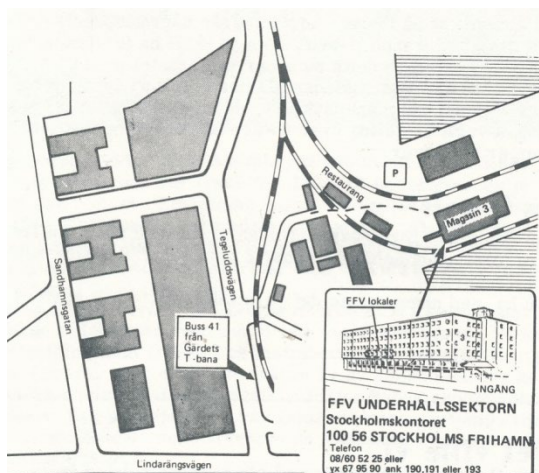 P
Restaurang
Magasin 3
Sandhamnsgatan
Tegeluddsvägen
Buss 41
från
Gärdets
T -bana
Lindarängsvägen
FFV lokaler
INGÅNG
FFV UNDERHÅLLSSEKTORN
Stockholmskontoret
100 56 STOCKHOLMS FRIHAMN
Telefon
08/60 52 25 eller
vx 67 95 90 ank 190,191 eller 193